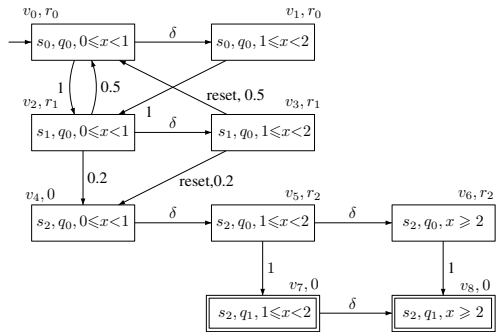 v₀, r₀
v₁, r₀
s₀, q₀, 0⩽x<1
δ
s₀, q₀, 1⩽x<2
1
0.5
reset, 0.5
v₂, r₁
1
v₃, r₁
s₁, q₀, 0⩽x<1
δ
s₁, q₀, 1⩽x<2
0.2
reset,0.2
v₄, 0
v₅, r₂
v₆, r₂
s₂, q₀, 0⩽x<1
δ
s₂, q₀, 1⩽x<2
δ
s₂, q₀, x ⩾ 2
1
1
v₇, 0
v₈, 0
s₂, q₁, 1⩽x<2
δ
s₂, q₁, x ⩾ 2